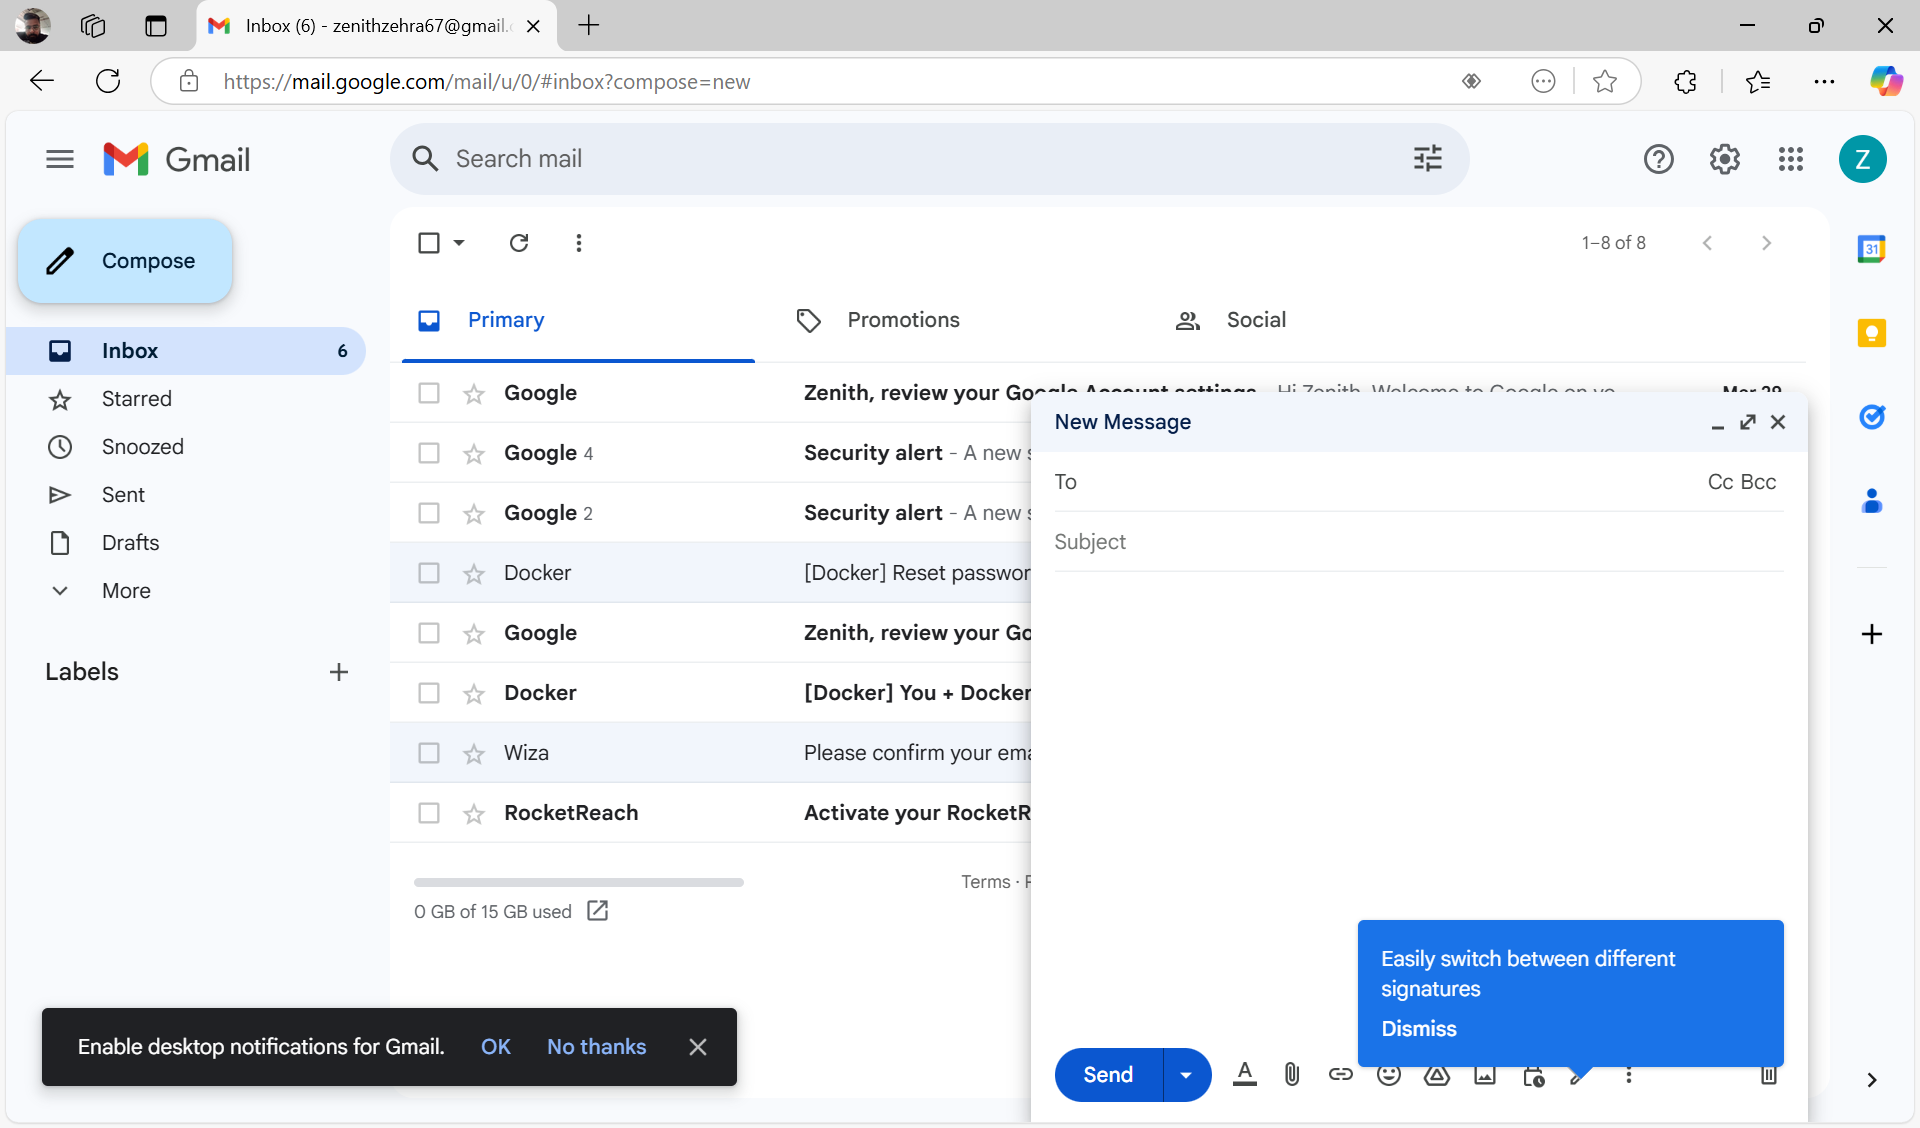 Inbox (6) - zenithzehra67@gmail.
https://mail.google.com/mail/u/0/#inbox?compose=new
Gmail
Search mail
Z
Compose
1–8 of 8
31
Primary
Promotions
Social
Inbox 6
Starred
Snoozed
Sent
Drafts
More
Labels
Google Zenith, review your Google Account settings - Hi Zenith, Welcome to Google on yo Mar 29
Google 4 Security alert - A new
Google 2 Security alert - A new
Docker [Docker] Reset passwor
Google Zenith, review your Go
Docker [Docker] You + Docker
Wiza Please confirm your ema
RocketReach Activate your RocketR
0 GB of 15 GB used
Terms ·
New Message
To
Cc Bcc
Subject
Easily switch between different
signatures
Dismiss
Send
Enable desktop notifications for Gmail. OK No thanks